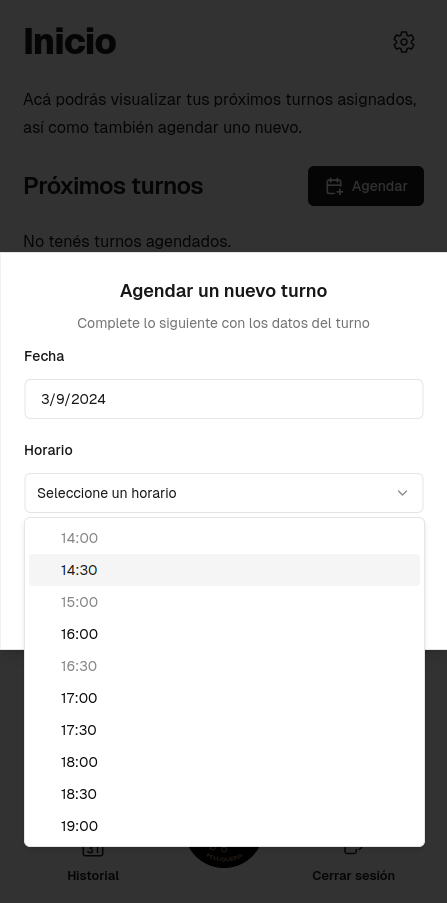 Inicio
Acá podrás visualizar tus próximos turnos asignados,
así como también agendar uno nuevo.
Próximos turnos
Agendar
No tenés turnos agendados.
Agendar un nuevo turno
Complete lo siguiente con los datos del turno
Fecha
3/9/2024
Horario
Seleccione un horario
14:00
14:30
15:00
16:00
16:30
17:00
17:30
18:00
18:30
19:00
31
Historial
Cerrar sesión